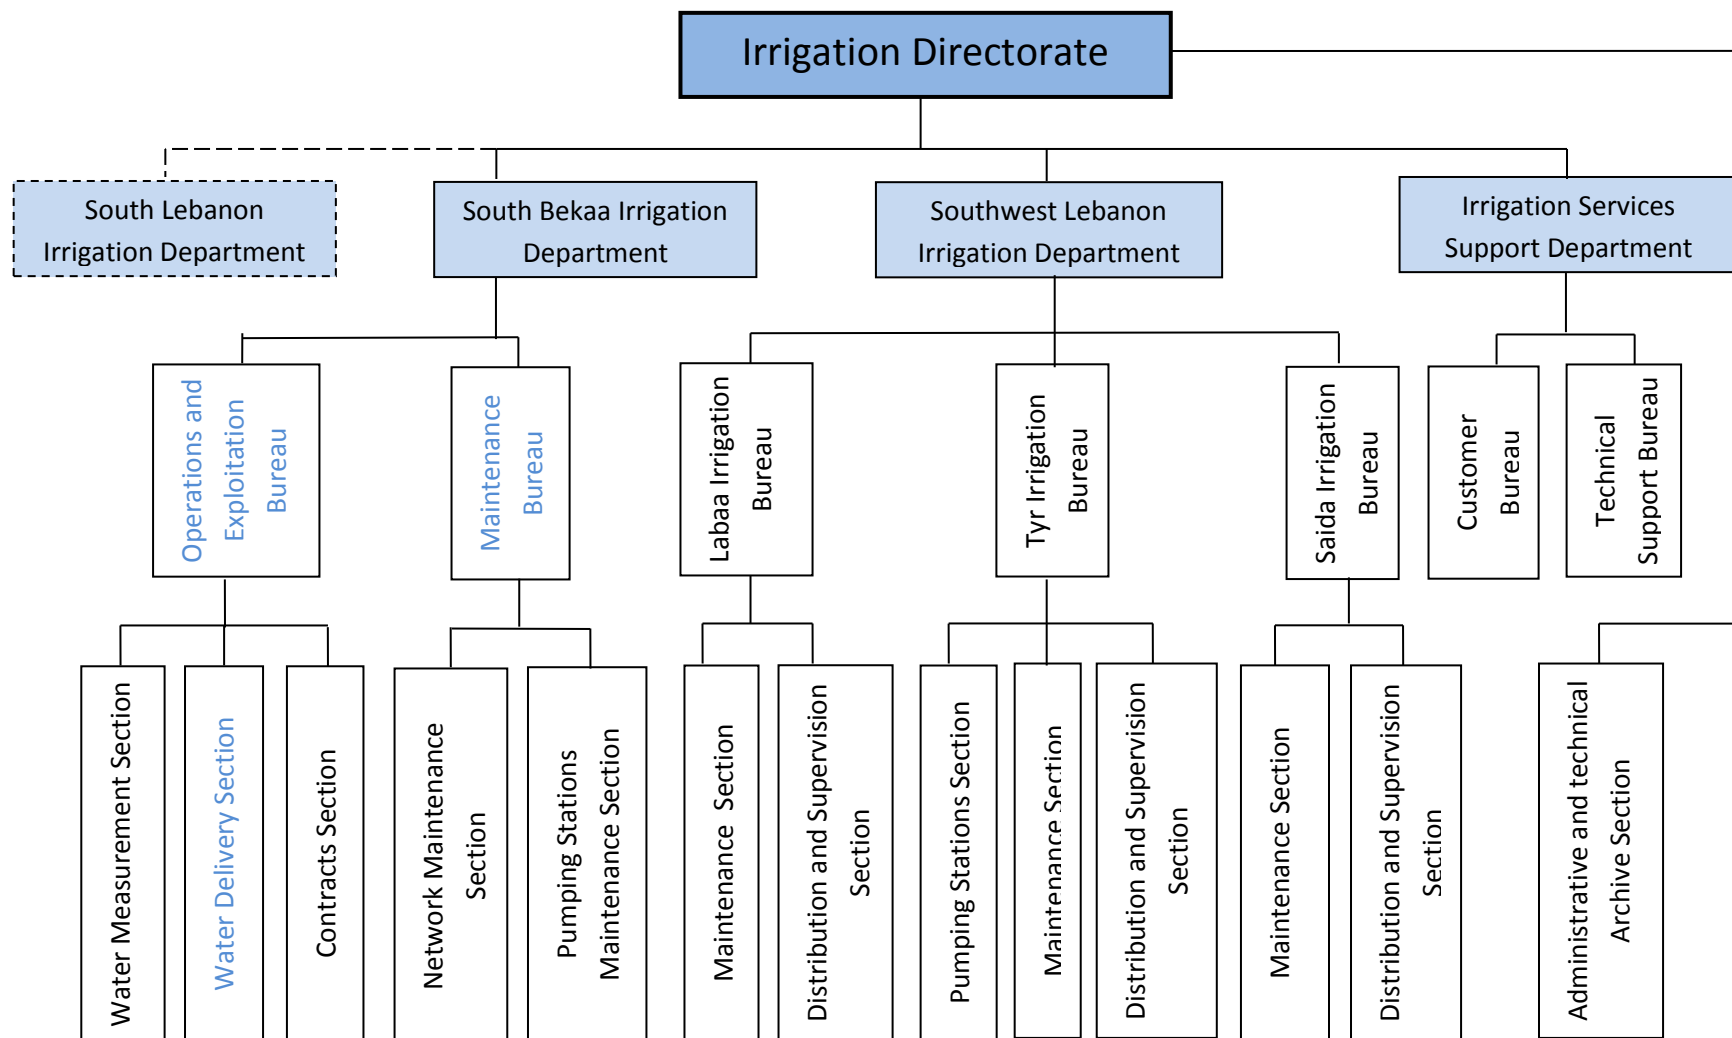 Irrigation Directorate
South Lebanon
Irrigation Department
South Bekaa Irrigation
Department
Southwest Lebanon
Irrigation Department
Irrigation Services
Support Department
Operations and
Exploitation
Bureau
Maintenance
Bureau
Labaa Irrigation
Bureau
Tyr Irrigation
Bureau
Saida Irrigation
Bureau
Customer
Bureau
Technical
Support Bureau
Water Measurement Section
Water Delivery Section
Contracts Section
Network Maintenance
Section
Pumping Stations
Maintenance Section
Maintenance Section
Distribution and Supervision
Section
Pumping Stations Section
Maintenance Section
Distribution and Supervision
Section
Maintenance Section
Distribution and Supervision
Section
Administrative and technical
Archive Section